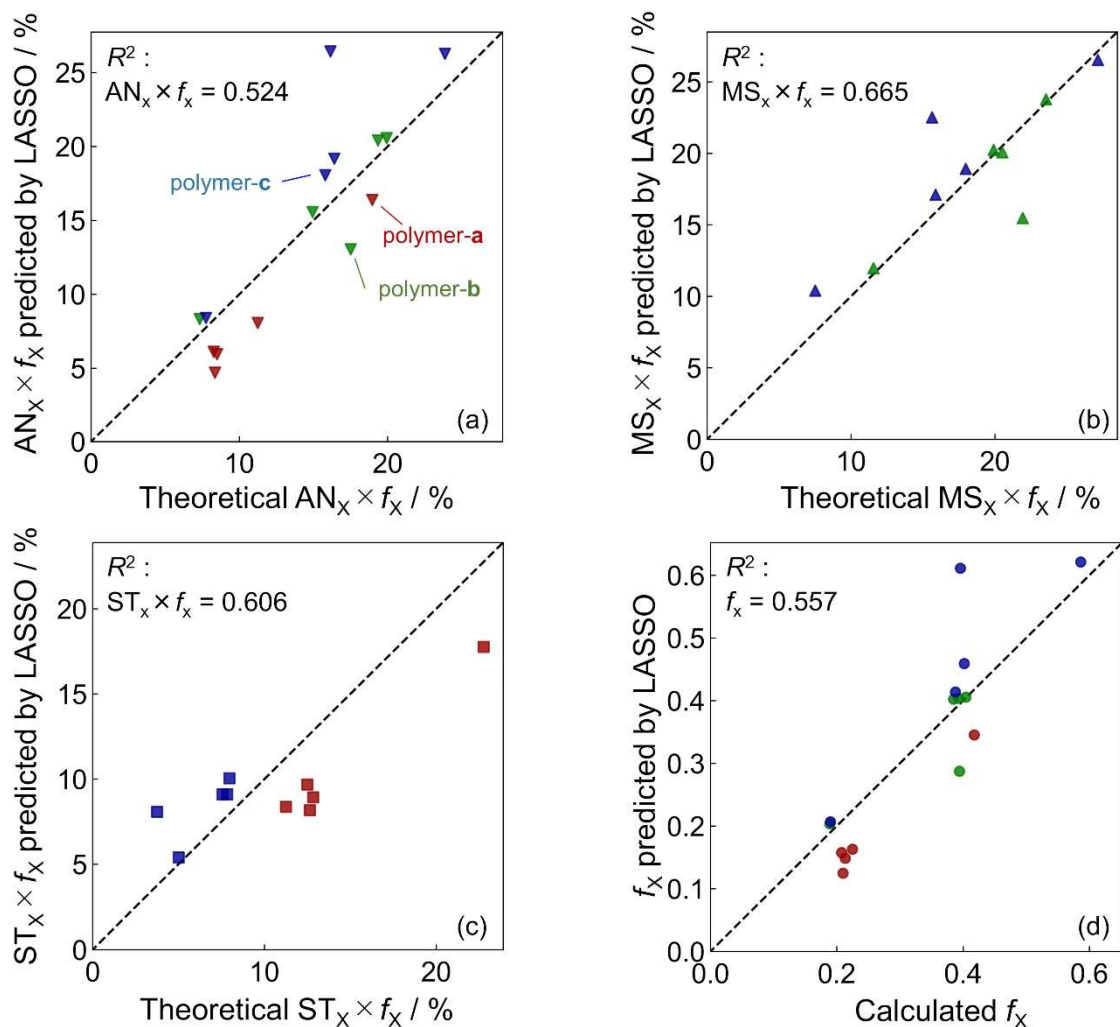 AN_X × f_X predicted by LASSO / %
R² :
AN_x × f_x = 0.524
polymer-c
polymer-a
polymer-b
(a)
0
5
10
15
20
25
0
10
20
Theoretical AN_X × f_X / %
MS_X × f_X predicted by LASSO / %
R² :
MS_x × f_x = 0.665
(b)
0
5
10
15
20
25
0
10
20
Theoretical MS_X × f_X / %
ST_X × f_X predicted by LASSO / %
R² :
ST_x × f_x = 0.606
(c)
0
5
10
15
20
0
10
20
Theoretical ST_X × f_X / %
f_X predicted by LASSO
R² :
f_x = 0.557
(d)
0.0
0.1
0.2
0.3
0.4
0.5
0.6
0.0
0.2
0.4
0.6
Calculated f_X